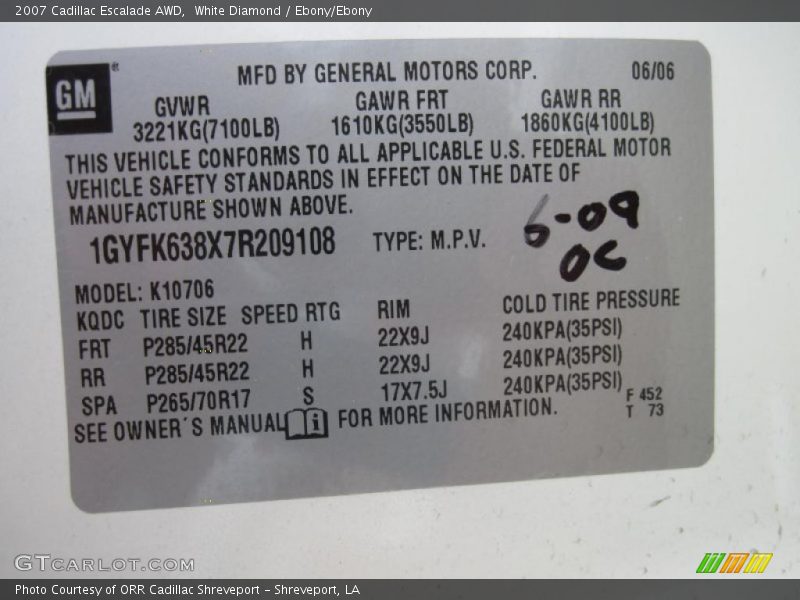 2007 Cadillac Escalade AWD,  White Diamond / Ebony/Ebony
GM
®
MFD BY GENERAL MOTORS CORP. 06/06
GVWR GAWR FRT GAWR RR
3221KG(7100LB) 1610KG(3550LB) 1860KG(4100LB)
THIS VEHICLE CONFORMS TO ALL APPLICABLE U.S. FEDERAL MOTOR
VEHICLE SAFETY STANDARDS IN EFFECT ON THE DATE OF
MANUFACTURE SHOWN ABOVE.
1GYFK638X7R209108 TYPE: M.P.V.
6-09
OC
MODEL: K10706
KQDC TIRE SIZE SPEED RTG RIM COLD TIRE PRESSURE
FRT P285/45R22 H 22X9J 240KPA(35PSI)
RR P285/45R22 H 22X9J 240KPA(35PSI)
SPA P265/70R17 S 17X7.5J 240KPA(35PSI)
F 452
T 73
SEE OWNER´S MANUAL i FOR MORE INFORMATION.
GTCARLOT.COM
Photo Courtesy of ORR Cadillac Shreveport – Shreveport, LA